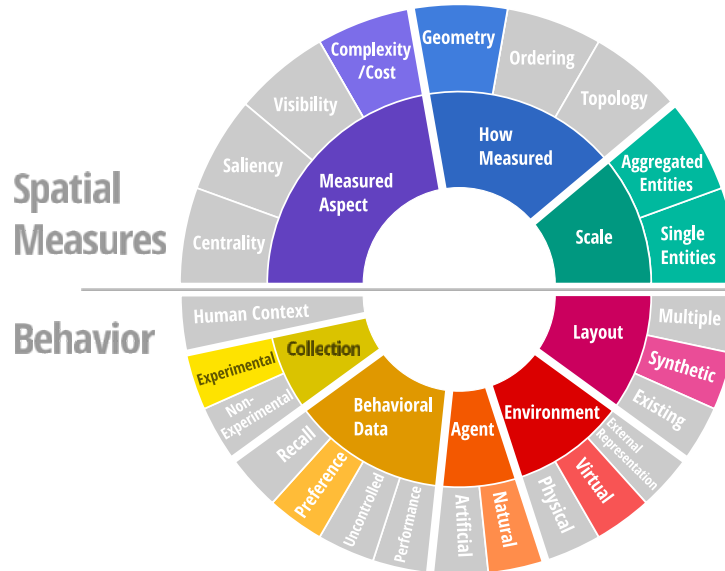 Spatial
Measures
Complexity
/Cost
Geometry
Ordering
Topology
Visibility
Saliency
Centrality
Measured
Aspect
How
Measured
Scale
Aggregated
Entities
Single
Entities
Behavior
Human Context
Collection
Experimental
Non-
Experimental
Behavioral
Data
Recall
Preference
Uncontrolled
Performance
Agent
Artificial
Natural
Environment
Physical
Virtual
External
Representation
Layout
Multiple
Synthetic
Existing